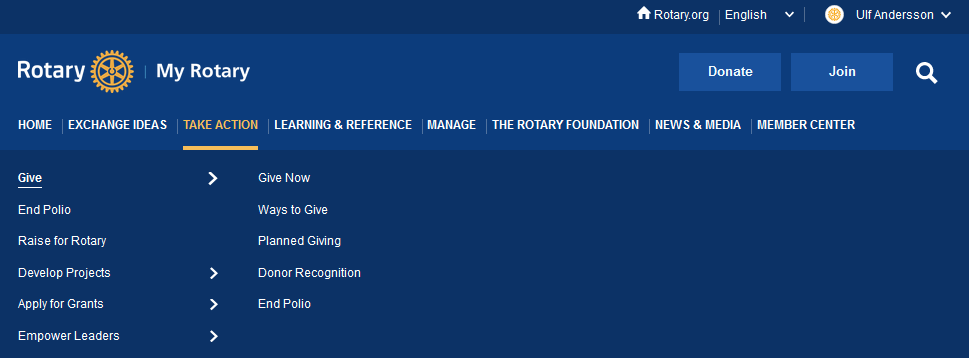 Rotary.org English Ulf Andersson
Rotary My Rotary Donate Join
HOME EXCHANGE IDEAS TAKE ACTION LEARNING & REFERENCE MANAGE THE ROTARY FOUNDATION NEWS & MEDIA MEMBER CENTER
Give
End Polio
Raise for Rotary
Develop Projects
Apply for Grants
Empower Leaders
Give Now
Ways to Give
Planned Giving
Donor Recognition
End Polio